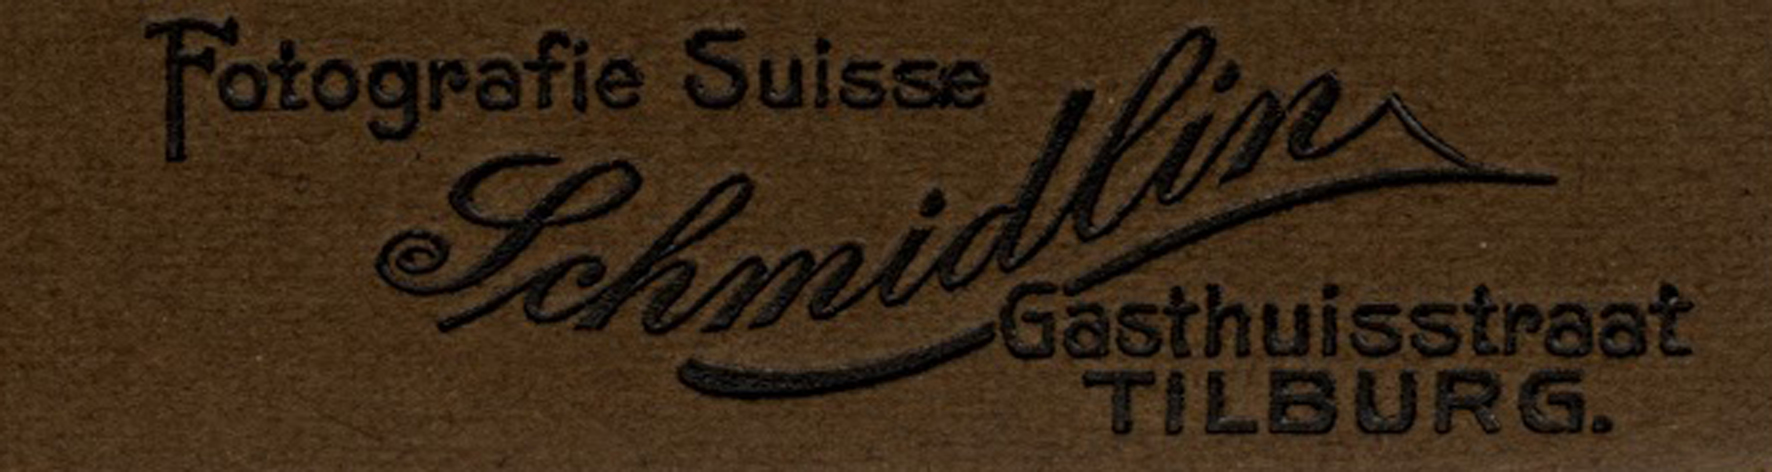 Fotografie Suisse
Schmidlin
Gasthuisstraat
TILBURG.